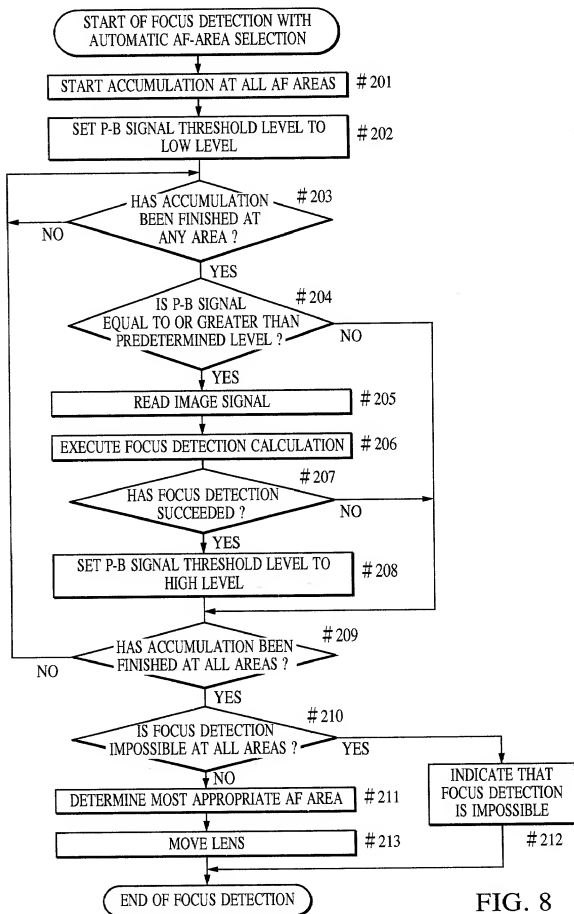 START OF FOCUS DETECTION WITH
AUTOMATIC AF-AREA SELECTION
START ACCUMULATION AT ALL AF AREAS
#201
SET P-B SIGNAL THRESHOLD LEVEL TO
LOW LEVEL
#202
HAS ACCUMULATION
BEEN FINISHED AT
ANY AREA ?
#203
NO
YES
IS P-B SIGNAL
EQUAL TO OR GREATER THAN
PREDETERMINED LEVEL ?
#204
NO
YES
READ IMAGE SIGNAL
#205
EXECUTE FOCUS DETECTION CALCULATION
#206
HAS FOCUS DETECTION
SUCCEEDED ?
#207
NO
YES
SET P-B SIGNAL THRESHOLD LEVEL TO
HIGH LEVEL
#208
HAS ACCUMULATION BEEN
FINISHED AT ALL AREAS ?
#209
NO
YES
IS FOCUS DETECTION
IMPOSSIBLE AT ALL AREAS ?
#210
YES
NO
INDICATE THAT
FOCUS DETECTION
IS IMPOSSIBLE
#212
DETERMINE MOST APPROPRIATE AF AREA
#211
MOVE LENS
#213
END OF FOCUS DETECTION
FIG. 8